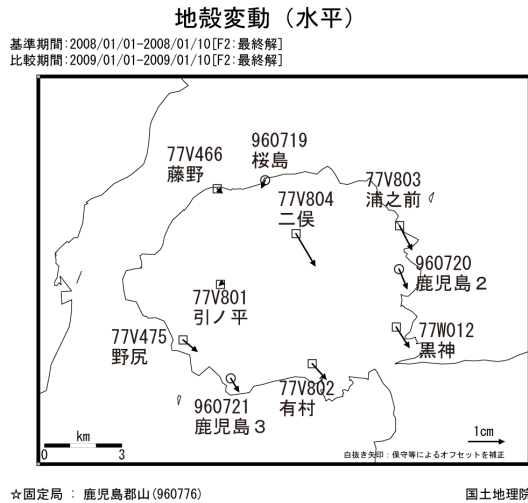 地殻変動（水平）
基準期間:2008/01/01-2008/01/10[F2:最終解]
比較期間:2009/01/01-2009/01/10[F2:最終解]
960719
桜島
77V466
藤野
77V803
浦之前
77V804
二俣
960720
鹿児島２
77V801
引ノ平
77W012
黒神
77V475
野尻
77V802
有村
960721
鹿児島３
km
0 3
1cm
白抜き矢印：保守等によるオフセットを補正
☆固定局 ： 鹿児島郡山(960776)
国土地理院